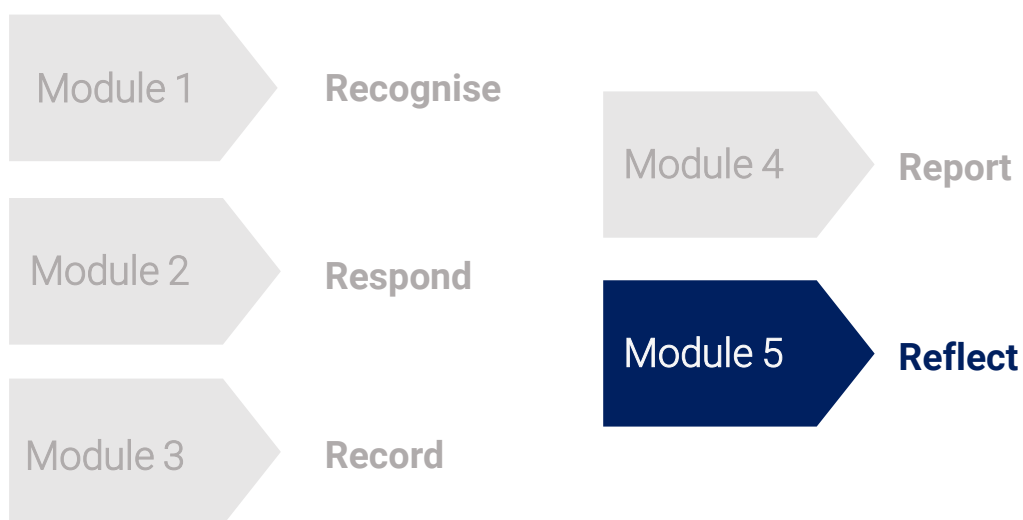 Module 1
Recognise
Module 2
Respond
Module 3
Record
Module 4
Report
Module 5
Reflect